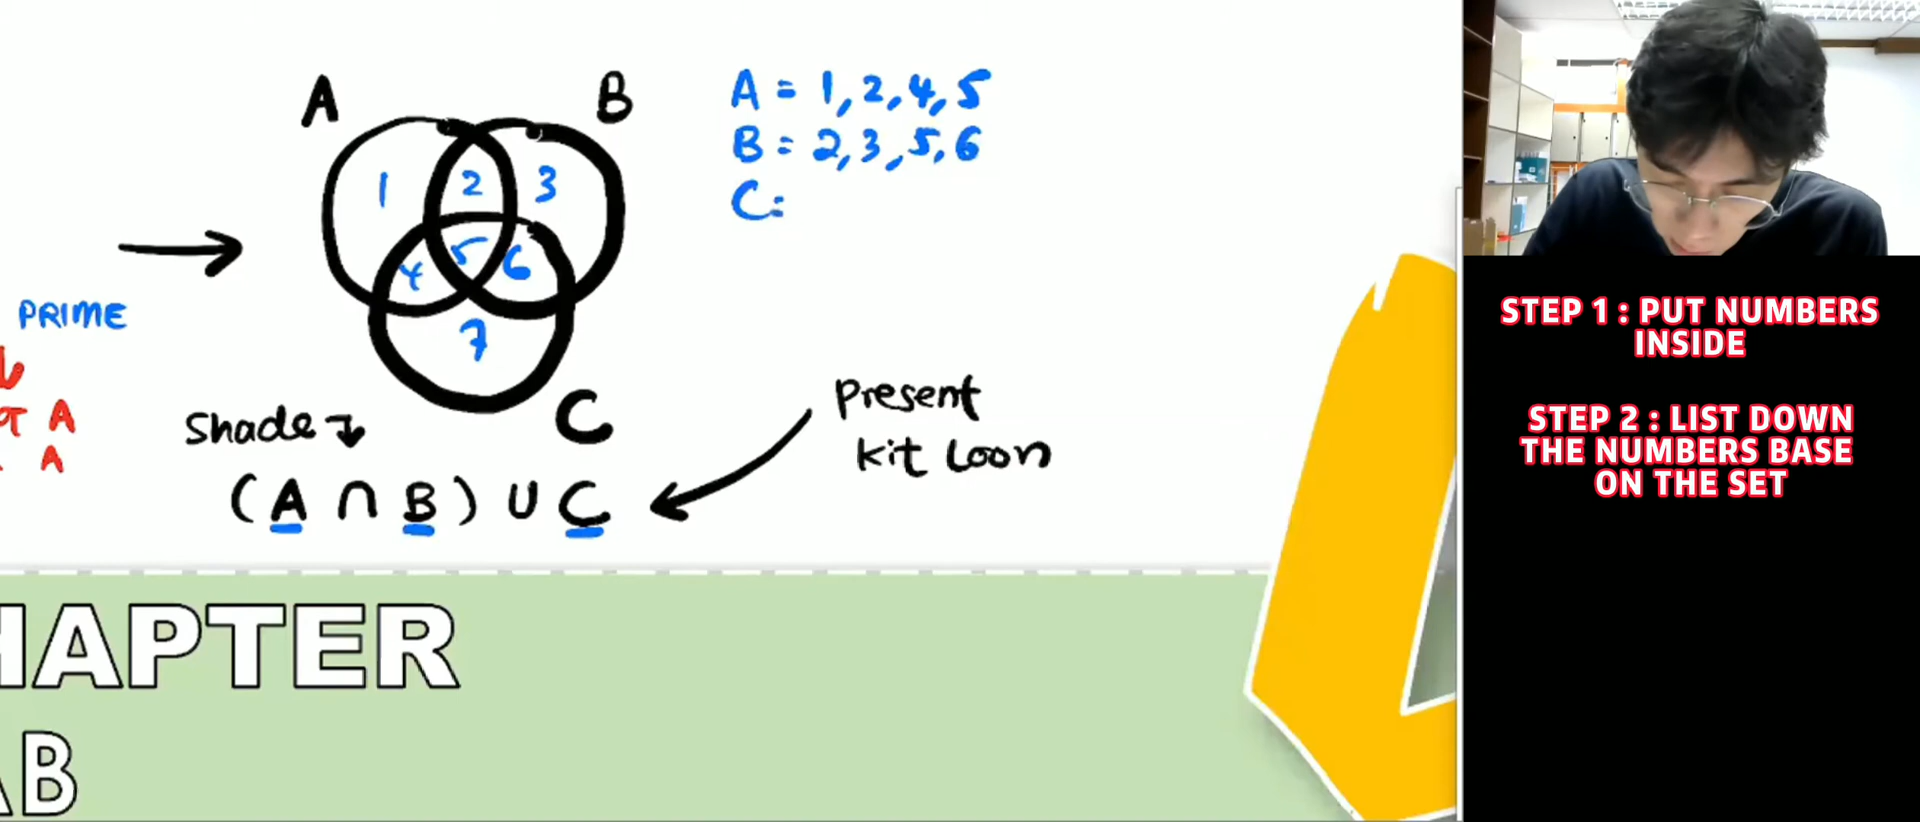 A
B
A = 1, 2, 4, 5
B = 2, 3, 5, 6
C =
1 2 3
4 5 6
7
C
PRIME
A
A
Shade
(A ∩ B) ∪ C
Present
kit Loon
HAPTER
AB
STEP 1 : PUT NUMBERS
INSIDE
STEP 2 : LIST DOWN
THE NUMBERS BASE
ON THE SET